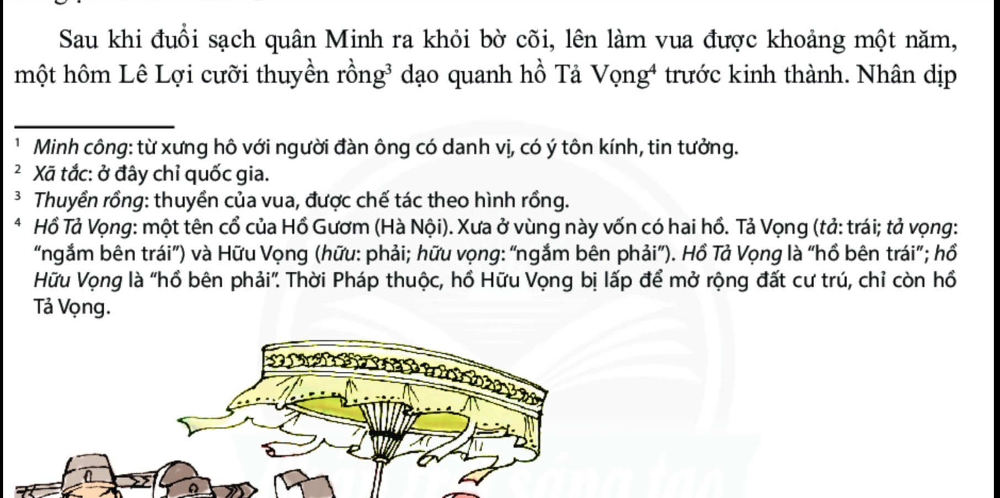 Sau khi đuổi sạch quân Minh ra khỏi bờ cõi, lên làm vua được khoảng một năm,
một hôm Lê Lợi cưỡi thuyền rồng³ dạo quanh hồ Tả Vọng⁴ trước kinh thành. Nhân dịp
¹ Minh công: từ xưng hô với người đàn ông có danh vị, có ý tôn kính, tin tưởng.
² Xã tắc: ở đây chỉ quốc gia.
³ Thuyền rồng: thuyền của vua, được chế tác theo hình rồng.
⁴ Hồ Tả Vọng: một tên cổ của Hồ Gươm (Hà Nội). Xưa ở vùng này vốn có hai hồ. Tả Vọng (tả: trái; tả vọng:
“ngắm bên trái”) và Hữu Vọng (hữu: phải; hữu vọng: “ngắm bên phải”). Hồ Tả Vọng là “hồ bên trái”; hồ
Hữu Vọng là “hồ bên phải”. Thời Pháp thuộc, hồ Hữu Vọng bị lấp để mở rộng đất cư trú, chỉ còn hồ
Tả Vọng.